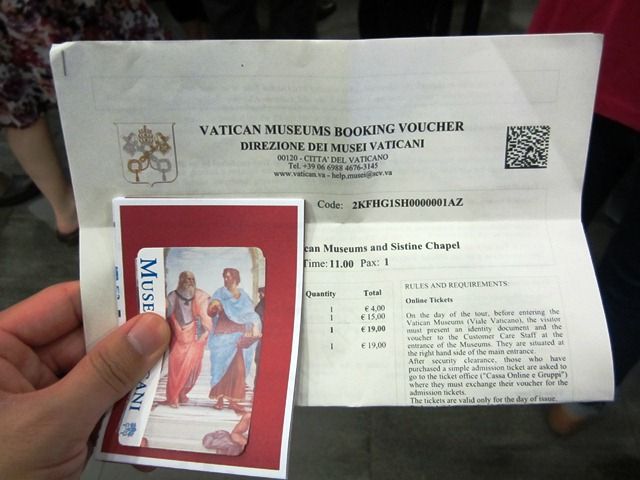 VATICAN MUSEUMS BOOKING VOUCHER
DIREZIONE DEI MUSEI VATICANI
00120 - CITTA' DEL VATICANO
Tel. +39 06 6988 4676-3145
www.vatican.va - help.musei@scv.va
Code: 2KFHG1SH0000001AZ
can Museums and Sistine Chapel
Time: 11.00 Pax: 1
Quantity Total
1 € 4,00
1 € 15,00
1 € 19,00
1 € 19,00
RULES AND REQUIREMENTS:
Online Tickets
On the day of the tour, before entering the
Vatican Museums (Viale Vaticano), the visitor
must present an identity document and the
voucher to the Customer Care Staff at the
entrance of the Museums. They are situated at
the right hand side of the main entrance.
After security clearance, those who have
purchased a simple admission ticket are asked to
go to the ticket office ("Cassa Online e Gruppi")
where they must exchange their voucher for the
admission tickets.
The tickets are valid only for the day of issue.
MUSE
CANI